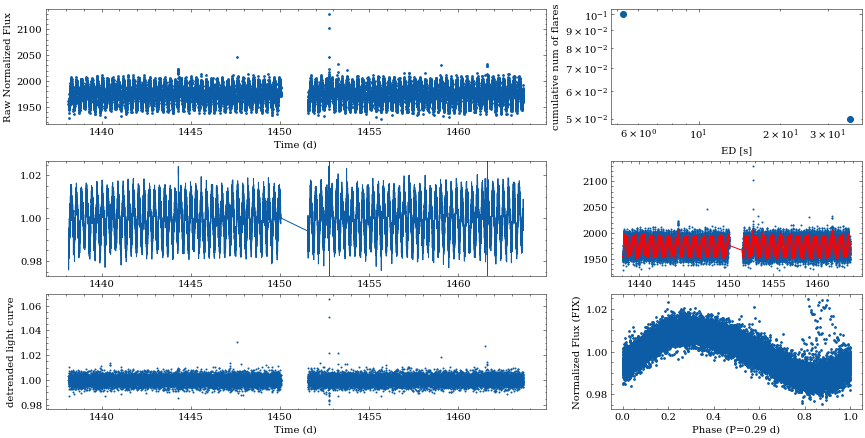 Raw Normalized Flux
2100
2050
2000
1950
1440
1445
1450
1455
1460
Time (d)
cumulative num of flares
10⁻¹
9 × 10⁻²
8 × 10⁻²
7 × 10⁻²
6 × 10⁻²
5 × 10⁻²
6 × 10⁰
10¹
2 × 10¹
3 × 10¹
ED [s]
1.02
1.00
0.98
2100
2050
2000
1950
1440
1445
1450
1455
1460
detrended light curve
1.06
1.04
1.02
1.00
0.98
1440
1445
1450
1455
1460
Time (d)
Normalized Flux (FIX)
1.02
1.00
0.98
0.0
0.2
0.4
0.6
0.8
1.0
Phase (P=0.29 d)